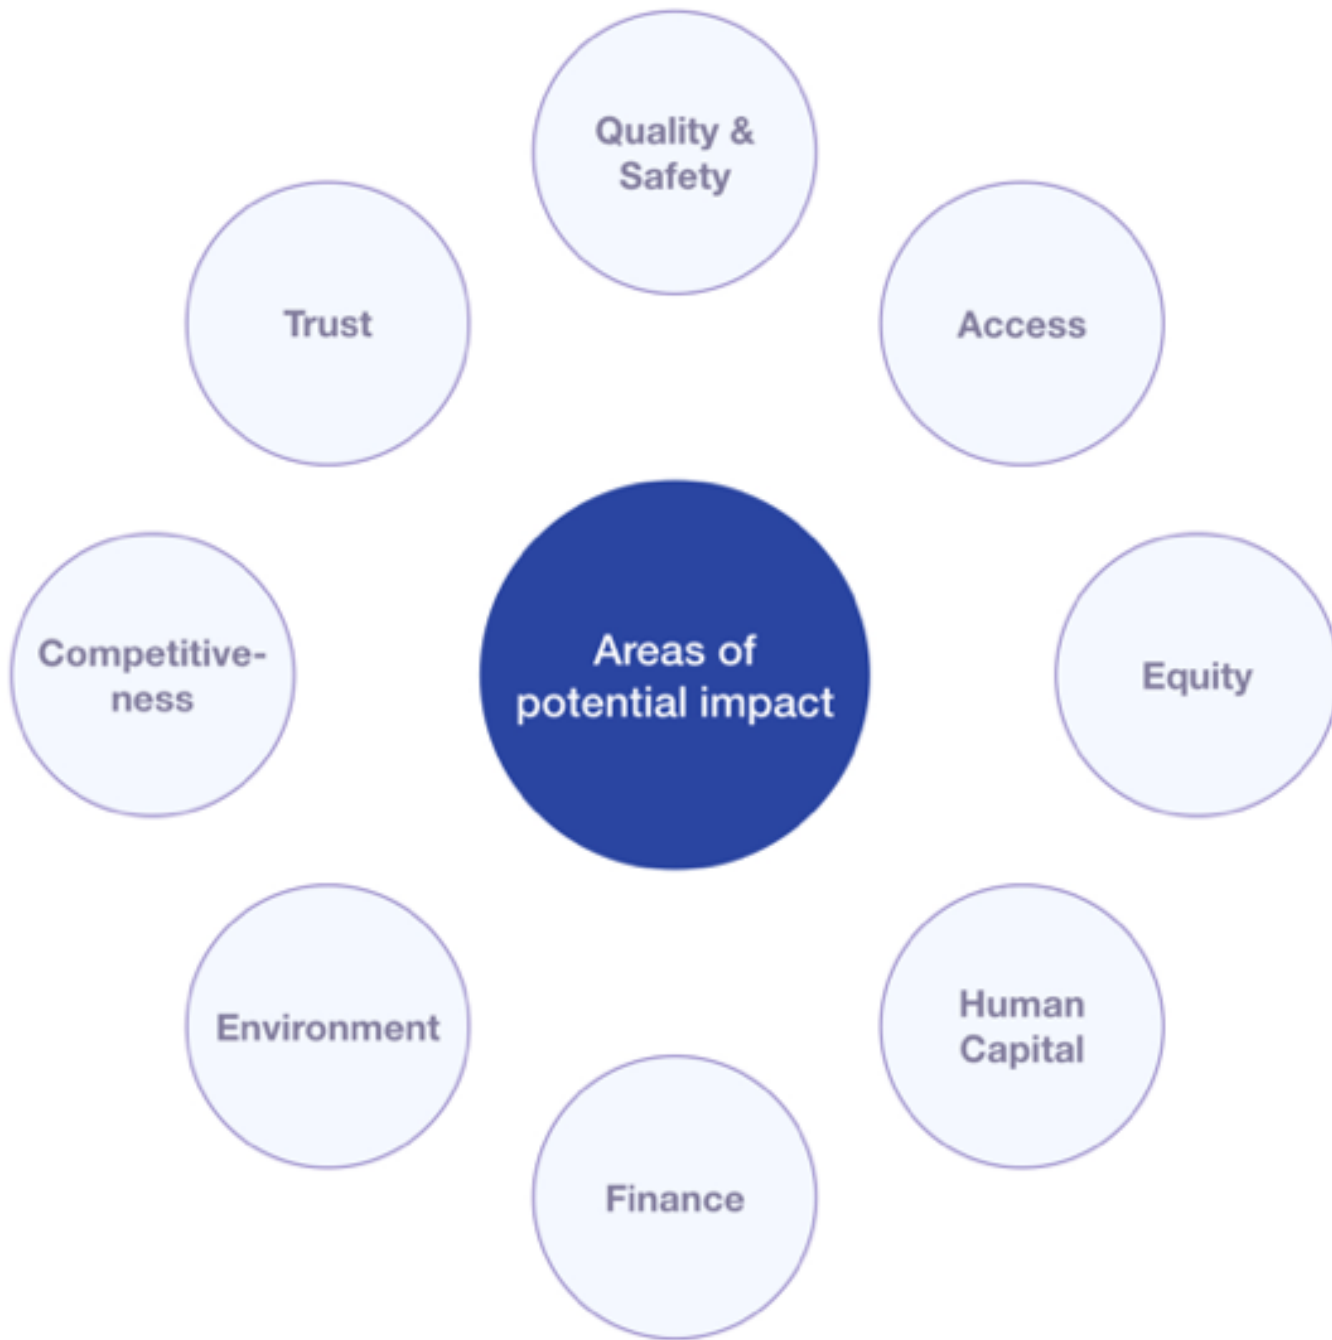 Quality &
Safety
Trust
Access
Competitive-
ness
Areas of
potential impact
Equity
Environment
Human
Capital
Finance